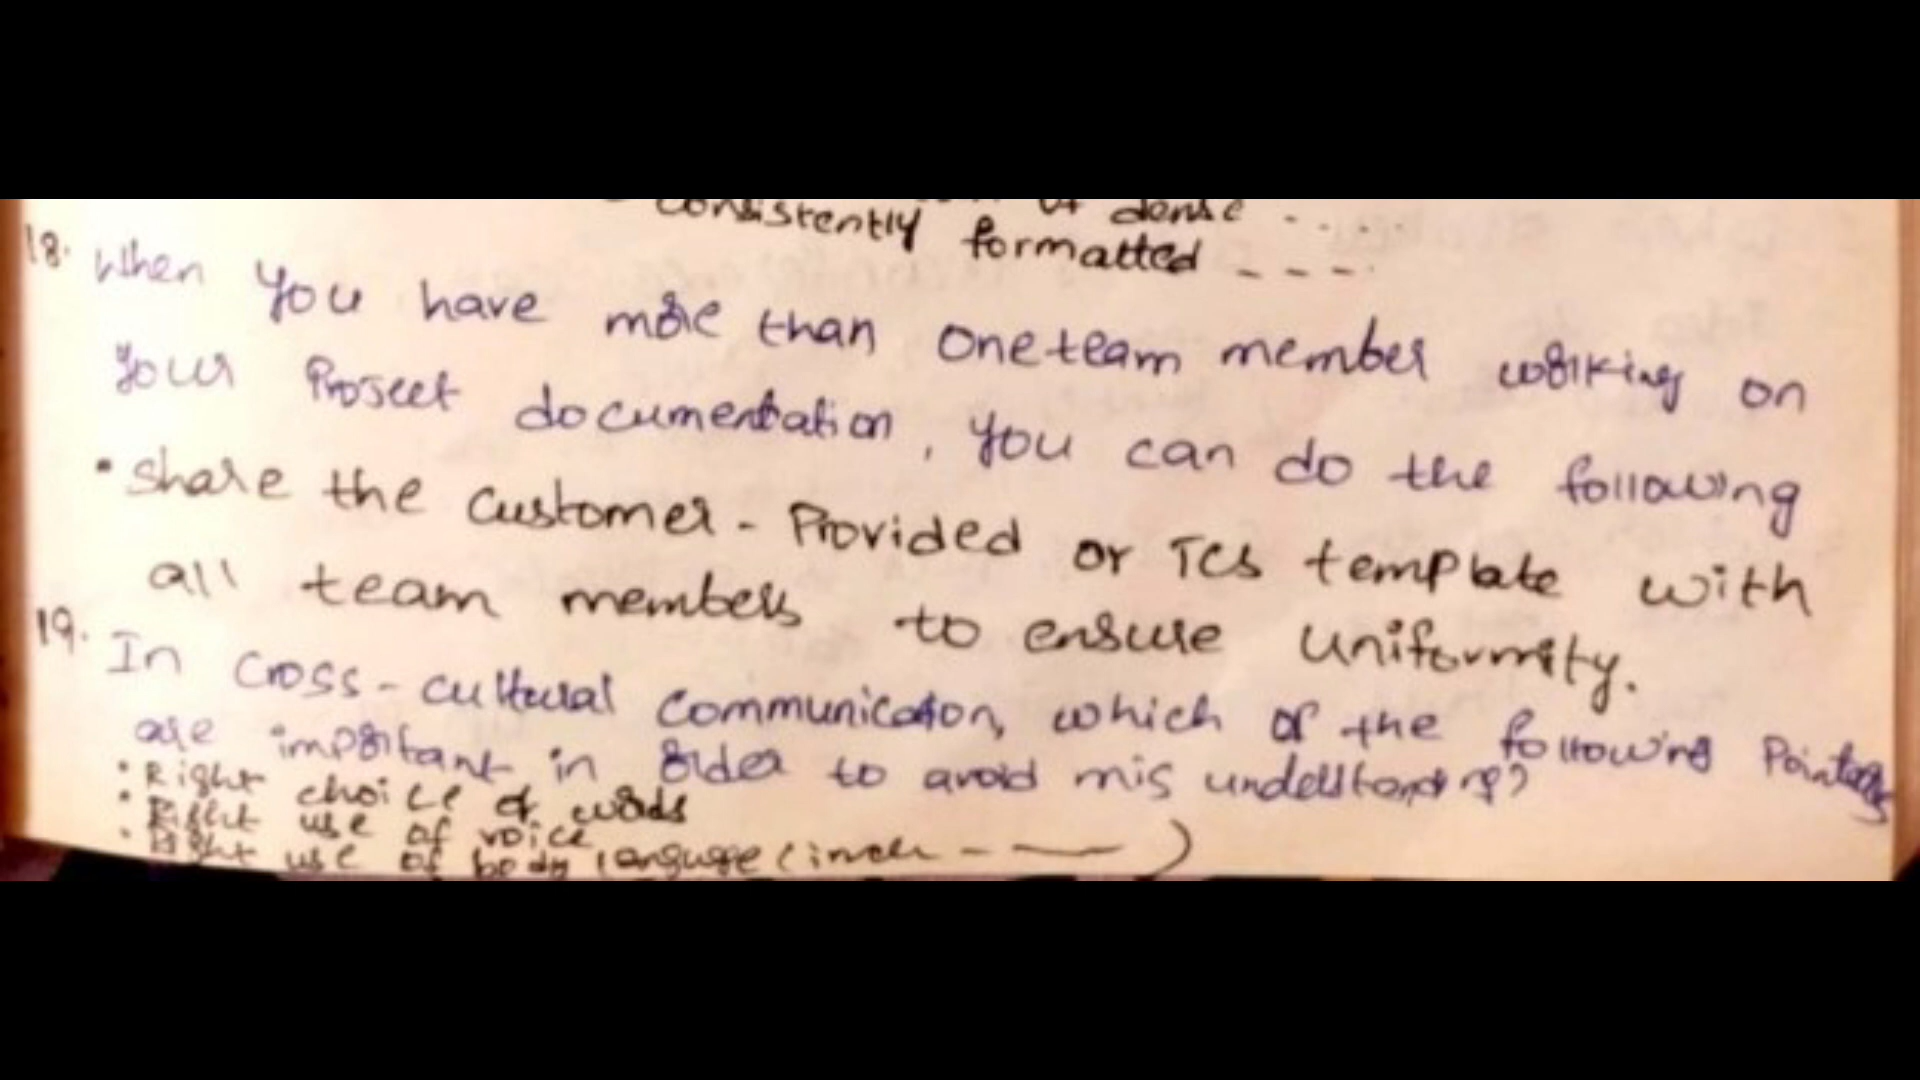 dense - . . . .
consistently formatted - - - -
18. When you have more than one team member working on
your Project documentation, you can do the following
• Share the customer - Provided or TCS template with
all team members to ensure uniformity.
19. In cross - cultural communication, which of the following Pointers
are important in order to avoid mis understanding?
• Right choice of words
• Right use of voice
• Right use of body language (